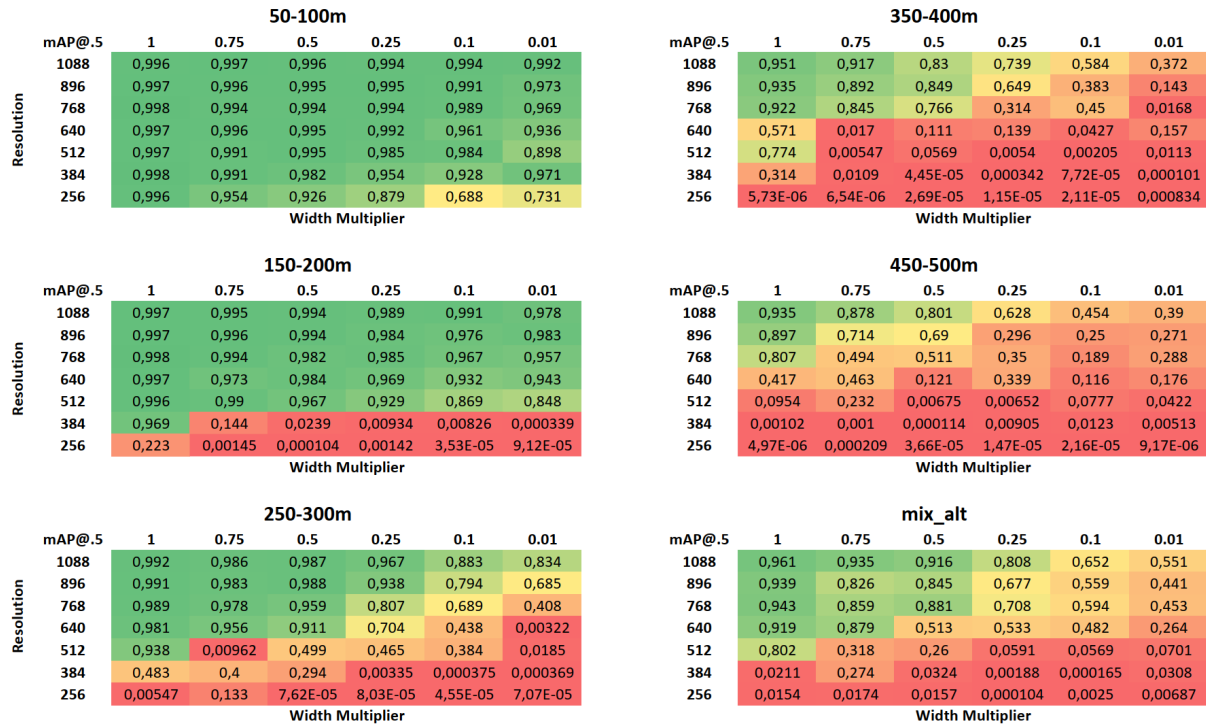 50-100m
mAP@.5 1 0.75 0.5 0.25 0.1 0.01
Resolution
1088 0,996 0,997 0,996 0,994 0,994 0,992
896 0,997 0,996 0,995 0,995 0,991 0,973
768 0,998 0,994 0,994 0,994 0,989 0,969
640 0,997 0,996 0,995 0,992 0,961 0,936
512 0,997 0,991 0,995 0,985 0,984 0,898
384 0,998 0,991 0,982 0,954 0,928 0,971
256 0,996 0,954 0,926 0,879 0,688 0,731
Width Multiplier
350-400m
mAP@.5 1 0.75 0.5 0.25 0.1 0.01
Resolution
1088 0,951 0,917 0,83 0,739 0,584 0,372
896 0,935 0,892 0,849 0,649 0,383 0,143
768 0,922 0,845 0,766 0,314 0,45 0,0168
640 0,571 0,017 0,111 0,139 0,0427 0,157
512 0,774 0,00547 0,0569 0,0054 0,00205 0,0113
384 0,314 0,0109 4,45E-05 0,000342 7,72E-05 0,000101
256 5,73E-06 6,54E-06 2,69E-05 1,15E-05 2,11E-05 0,000834
Width Multiplier
150-200m
mAP@.5 1 0.75 0.5 0.25 0.1 0.01
Resolution
1088 0,997 0,995 0,994 0,989 0,991 0,978
896 0,997 0,996 0,994 0,984 0,976 0,983
768 0,998 0,994 0,982 0,985 0,967 0,957
640 0,997 0,973 0,984 0,969 0,932 0,943
512 0,996 0,99 0,967 0,929 0,869 0,848
384 0,969 0,144 0,0239 0,00934 0,00826 0,000339
256 0,223 0,00145 0,000104 0,00142 3,53E-05 9,12E-05
Width Multiplier
450-500m
mAP@.5 1 0.75 0.5 0.25 0.1 0.01
Resolution
1088 0,935 0,878 0,801 0,628 0,454 0,39
896 0,897 0,714 0,69 0,296 0,25 0,271
768 0,807 0,494 0,511 0,35 0,189 0,288
640 0,417 0,463 0,121 0,339 0,116 0,176
512 0,0954 0,232 0,00675 0,00652 0,0777 0,0422
384 0,00102 0,001 0,000114 0,00905 0,0123 0,00513
256 4,97E-06 0,000209 3,66E-05 1,47E-05 2,16E-05 9,17E-06
Width Multiplier
250-300m
mAP@.5 1 0.75 0.5 0.25 0.1 0.01
Resolution
1088 0,992 0,986 0,987 0,967 0,883 0,834
896 0,991 0,983 0,988 0,938 0,794 0,685
768 0,989 0,978 0,959 0,807 0,689 0,408
640 0,981 0,956 0,911 0,704 0,438 0,00322
512 0,938 0,00962 0,499 0,465 0,384 0,0185
384 0,483 0,4 0,294 0,00335 0,000375 0,000369
256 0,00547 0,133 7,62E-05 8,03E-05 4,55E-05 7,07E-05
Width Multiplier
mix_alt
mAP@.5 1 0.75 0.5 0.25 0.1 0.01
Resolution
1088 0,961 0,935 0,916 0,808 0,652 0,551
896 0,939 0,826 0,845 0,677 0,559 0,441
768 0,943 0,859 0,881 0,708 0,594 0,453
640 0,919 0,879 0,513 0,533 0,482 0,264
512 0,802 0,318 0,26 0,0591 0,0569 0,0701
384 0,0211 0,274 0,0324 0,00188 0,000165 0,0308
256 0,0154 0,0174 0,0157 0,000104 0,0025 0,00687
Width Multiplier